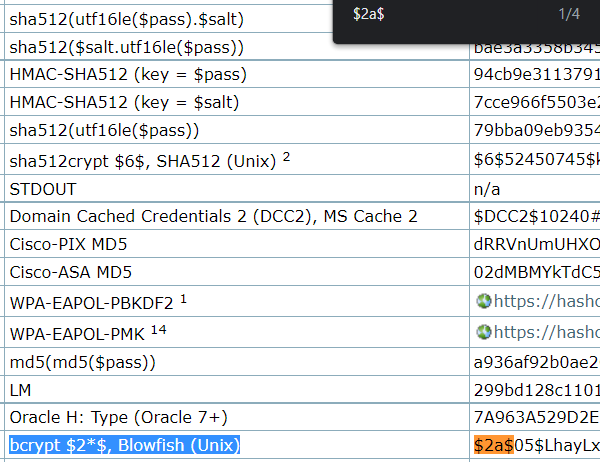 $2a$ 1/4
sha512(utf16le($pass).$salt)
sha512($salt.utf16le($pass)) bae3a3358b345
HMAC-SHA512 (key = $pass) 94cb9e3113791
HMAC-SHA512 (key = $salt) 7cce966f5503e2
sha512(utf16le($pass)) 79bba09eb9354
sha512crypt $6$, SHA512 (Unix) 2 $6$52450745$k
STDOUT n/a
Domain Cached Credentials 2 (DCC2), MS Cache 2 $DCC2$10240#
Cisco-PIX MD5 dRRVnUmUHXO
Cisco-ASA MD5 02dMBMYkTdC5
WPA-EAPOL-PBKDF2 1 https://hashc
WPA-EAPOL-PMK 14 https://hashc
md5(md5($pass)) a936af92b0ae2
LM 299bd128c1101
Oracle H: Type (Oracle 7+) 7A963A529D2E
bcrypt $2*$, Blowfish (Unix) $2a$05$LhayLx